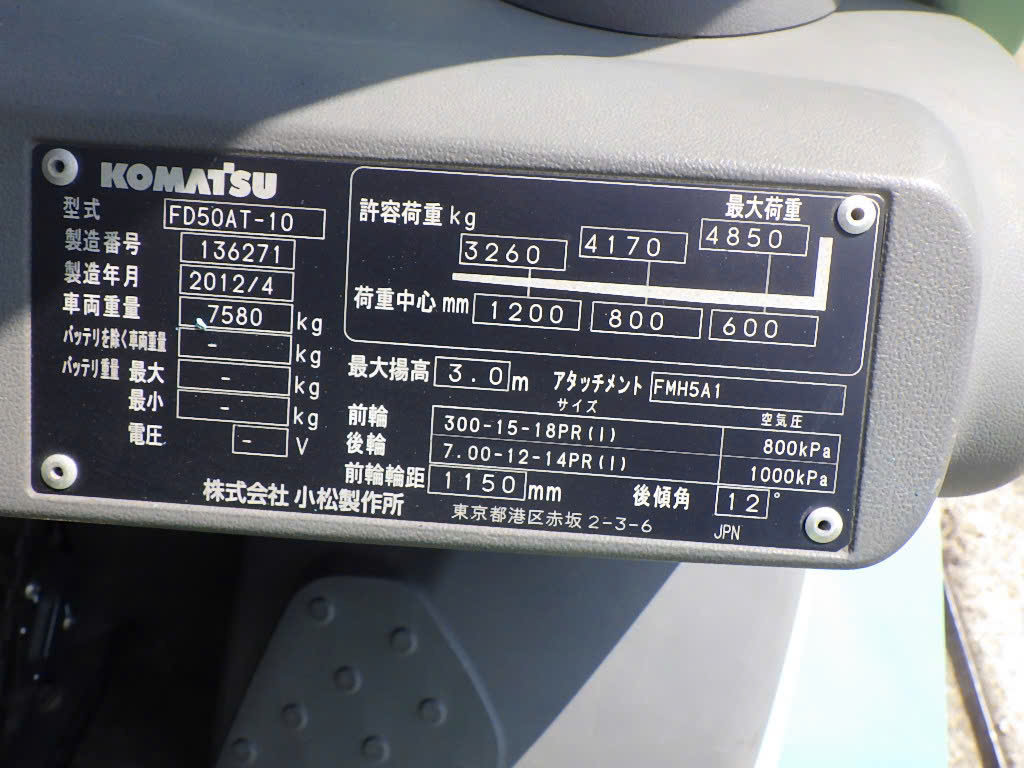 KOMATSU
型式 FD50AT-10
製造番号 136271
製造年月 2012/4
車両重量 7580 kg
バッテリを除く車両重量 - kg
バッテリ重量 最大 - kg
最小 - kg
電圧 - V
許容荷重 kg 最大荷重
3260 4170 4850
荷重中心 mm 1200 800 600
最大揚高 3.0 m アタッチメント FMH5A1
サイズ 空気圧
前輪 300-15-18PR(I) 800kPa
後輪 7.00-12-14PR(I) 1000kPa
前輪輪距 1150 mm 後傾角 12°
株式会社 小松製作所 東京都港区赤坂 2-3-6 JPN